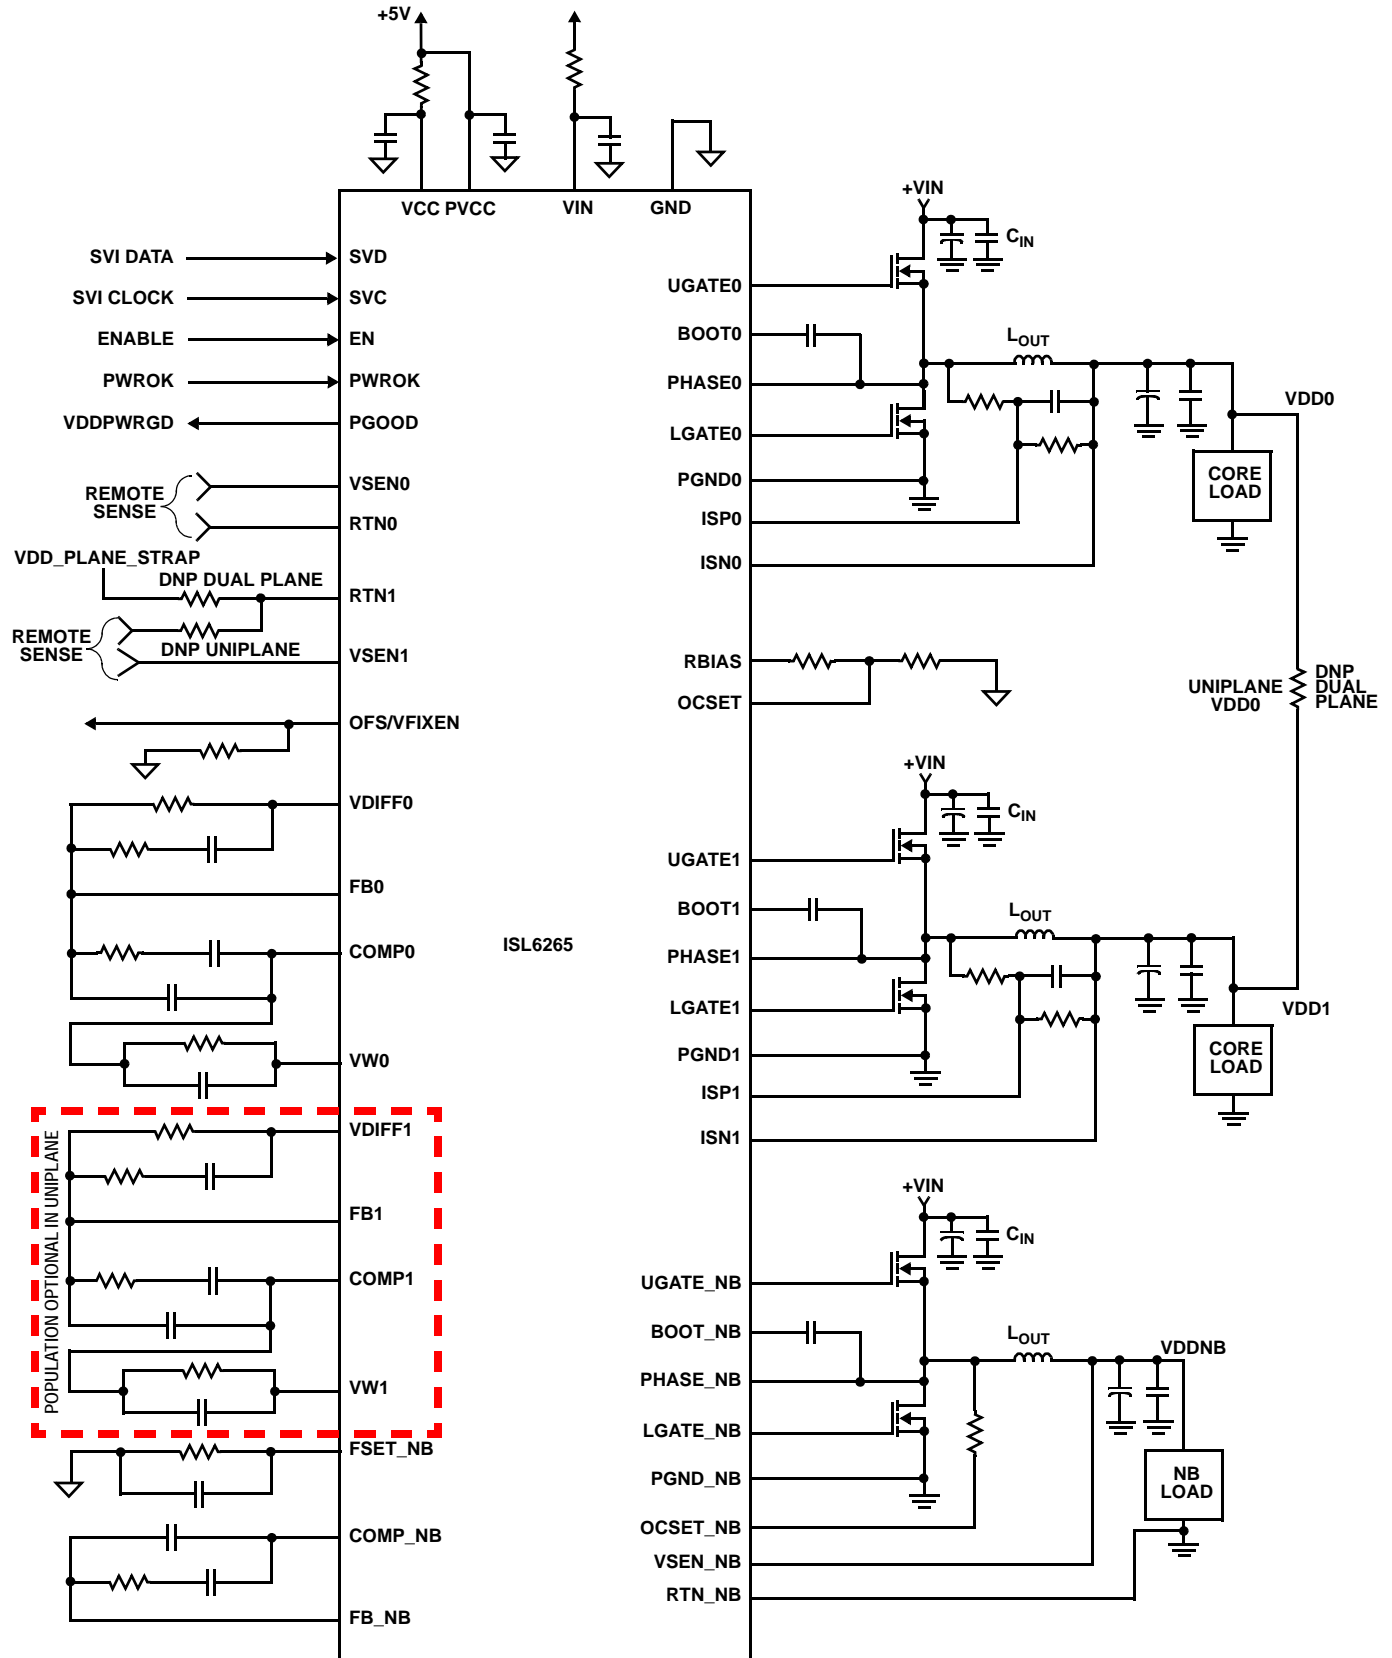 +5V
VCC PVCC
VIN
GND
SVI DATA
SVD
SVI CLOCK
SVC
ENABLE
EN
PWROK
PWROK
VDDPWRGD
PGOOD
REMOTE
SENSE
VSEN0
RTN0
VDD_PLANE_STRAP
DNP DUAL PLANE
RTN1
REMOTE
SENSE
DNP UNIPLANE
VSEN1
OFS/VFIXEN
VDIFF0
FB0
COMP0
VW0
POPULATION OPTIONAL IN UNIPLANE
VDIFF1
FB1
COMP1
VW1
FSET_NB
COMP_NB
FB_NB
ISL6265
+VIN
CIN
UGATE0
BOOT0
LOUT
PHASE0
VDD0
LGATE0
PGND0
CORE
LOAD
ISP0
ISN0
RBIAS
OCSET
UNIPLANE
VDD0
DNP
DUAL
PLANE
+VIN
CIN
UGATE1
BOOT1
LOUT
PHASE1
LGATE1
VDD1
PGND1
CORE
LOAD
ISP1
ISN1
+VIN
CIN
UGATE_NB
BOOT_NB
LOUT
VDDNB
PHASE_NB
LGATE_NB
PGND_NB
NB
LOAD
OCSET_NB
VSEN_NB
RTN_NB